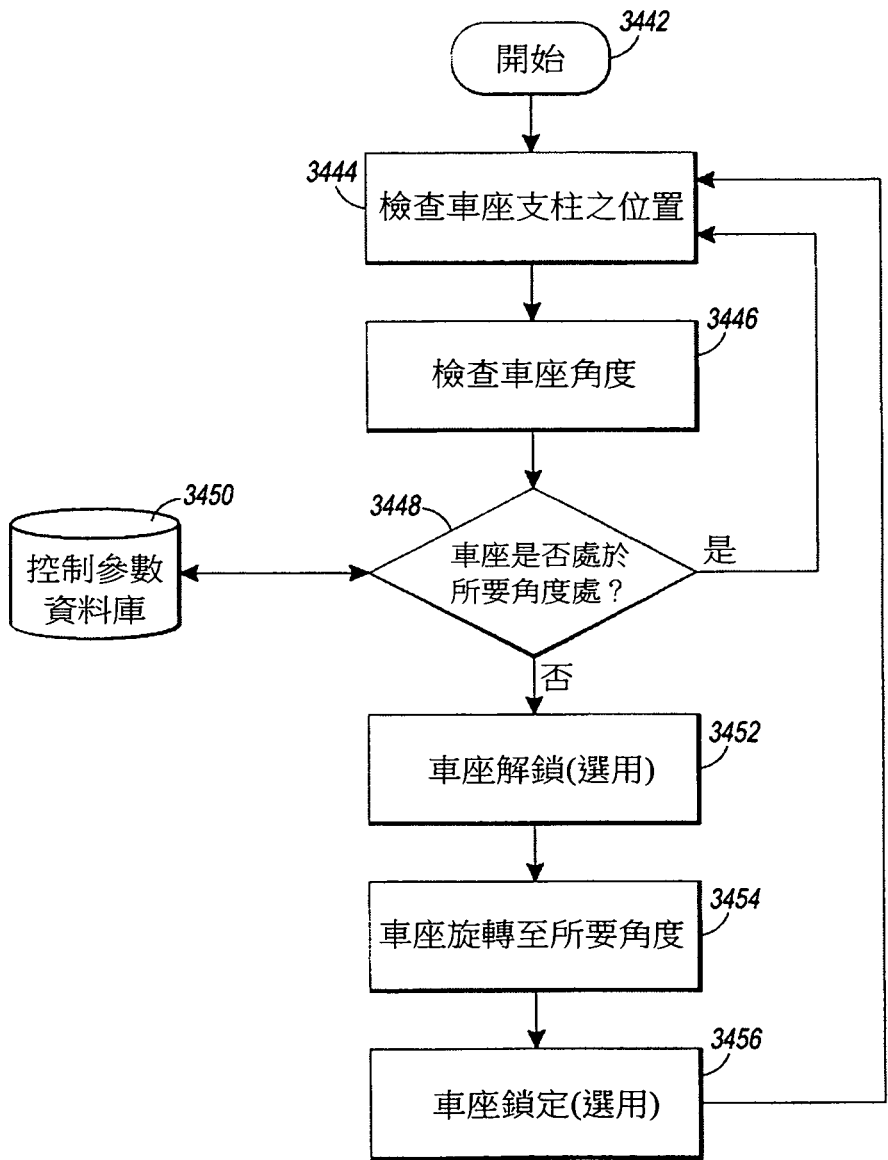 3442
開始
3444
檢查車座支柱之位置
3446
檢查車座角度
3450
控制參數
資料庫
3448
車座是否處於
所要角度處？
是
否
3452
車座解鎖(選用)
3454
車座旋轉至所要角度
3456
車座鎖定(選用)